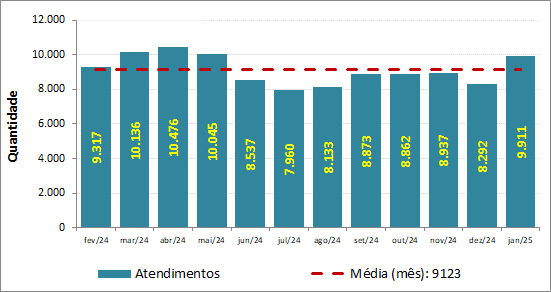 12.000
10.000
8.000
6.000
4.000
2.000
0
Quantidade
9.317 10.136 10.476 10.045 8.537 7.960 8.133 8.873 8.862 8.937 8.292 9.911
fev/24 mar/24 abr/24 mai/24 jun/24 jul/24 ago/24 set/24 out/24 nov/24 dez/24 jan/25
Atendimentos Média (mês): 9123